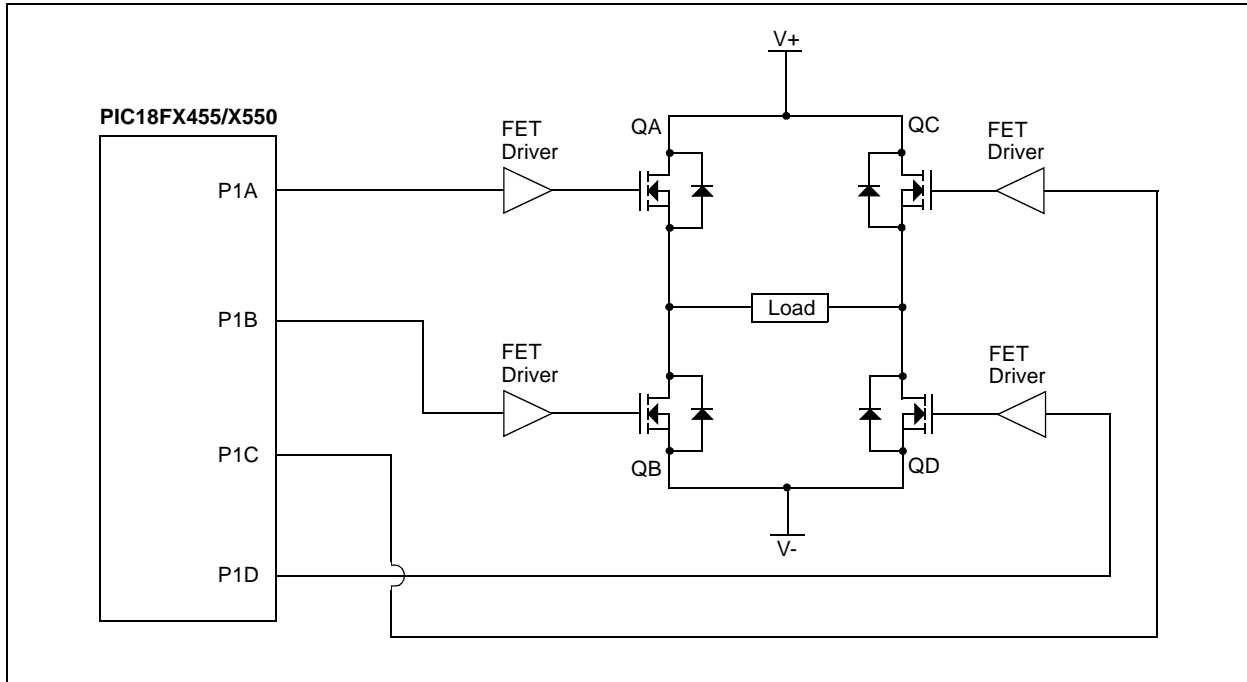 V+
PIC18FX455/X550
FET
Driver
QA
QC
FET
Driver
P1A
P1B
Load
FET
Driver
FET
Driver
P1C
QB
QD
V-
P1D